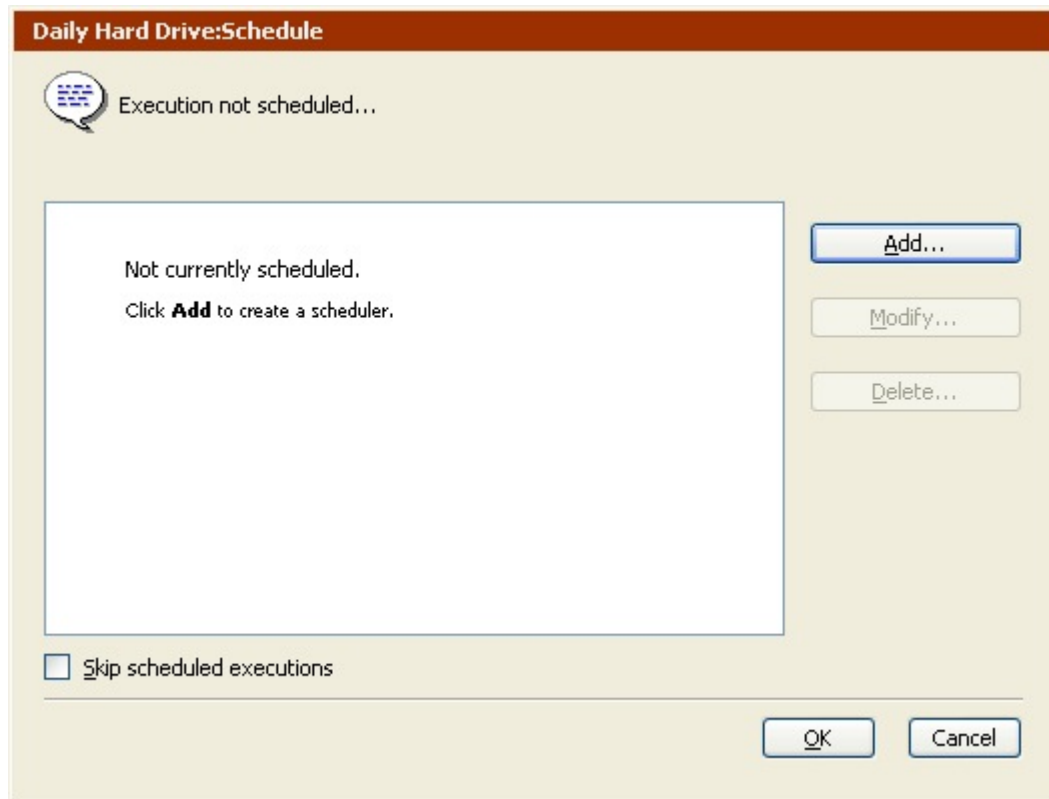 Daily Hard Drive:Schedule
Execution not scheduled...
Not currently scheduled.
Click Add to create a scheduler.
Add...
Modify...
Delete...
Skip scheduled executions
OK
Cancel